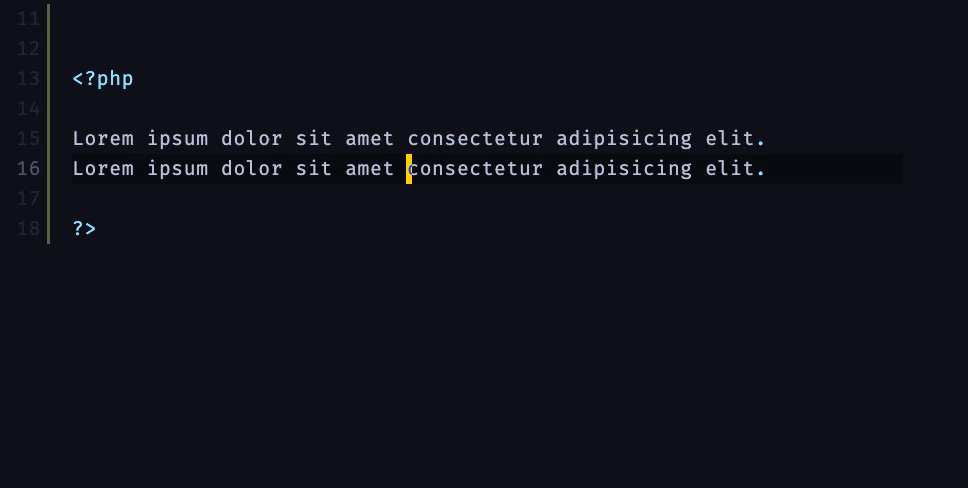 11
12
13 <?php
14
15 Lorem ipsum dolor sit amet consectetur adipisicing elit.
16 Lorem ipsum dolor sit amet consectetur adipisicing elit.
17
18 ?>